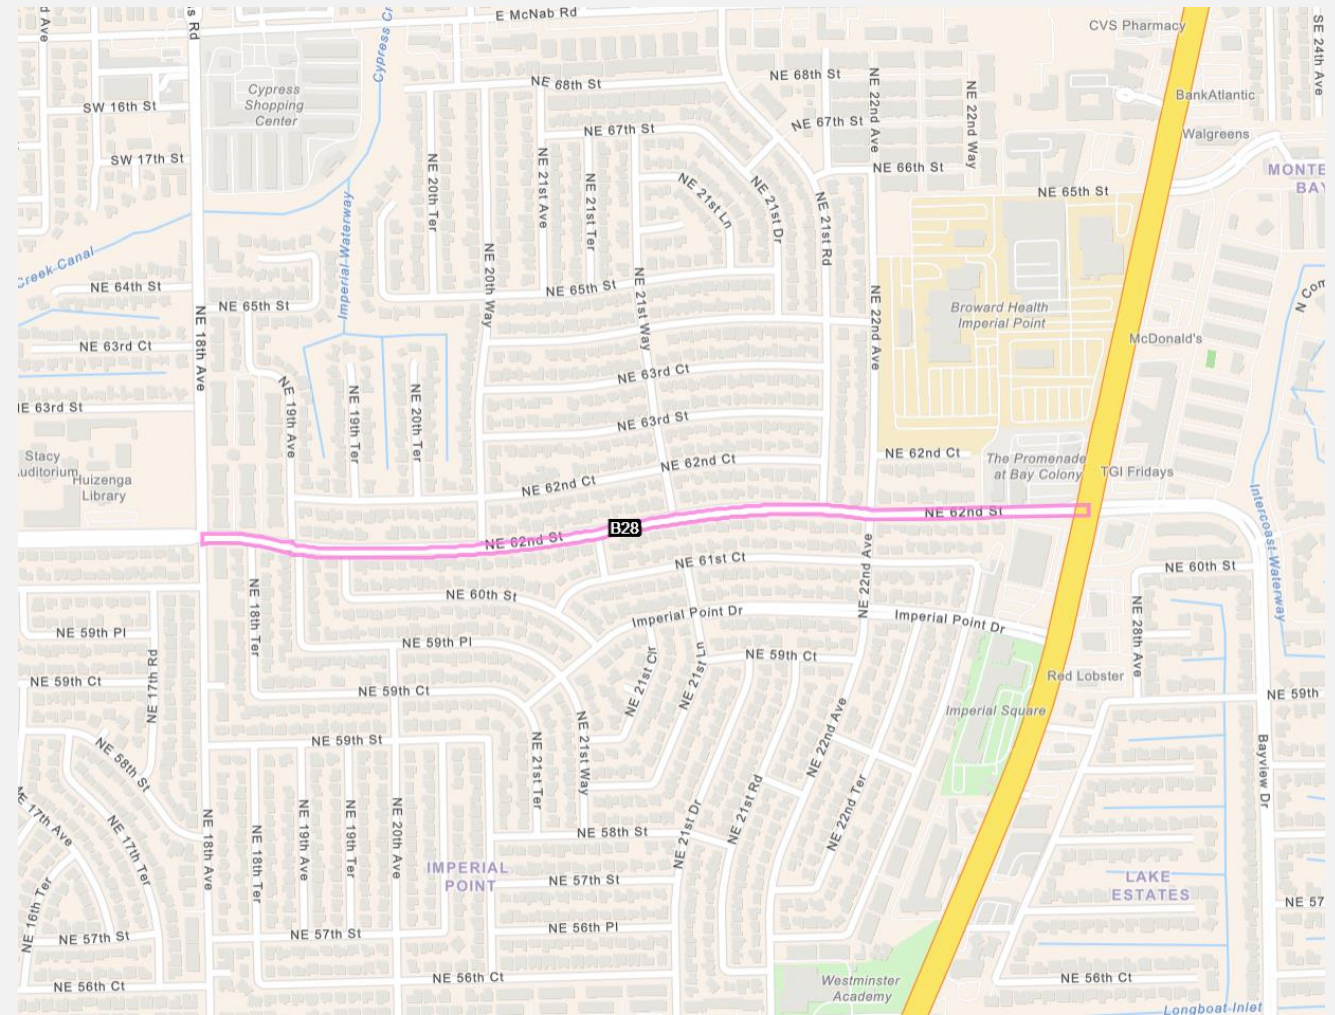 E McNab Rd
CVS Pharmacy
SE 24th Ave
Cypress
Shopping
Center
NE 68th St
NE 68th St
NE 22nd Ave
NE 22nd Way
BankAtlantic
SW 16th St
NE 67th St
NE 67th St
Walgreens
SW 17th St
NE 20th Ter
NE 21st Ave
NE 21st Ter
NE 21st Ln
NE 21st Dr
NE 21st Rd
NE 66th St
NE 65th St
Imperial Waterway
NE 20th Way
Creek Canal
NE 64th St
NE 65th St
NE 65th St
NE 21st Way
NE 22nd Ave
Broward Health
Imperial Point
McDonald's
NE 18th Ave
NE 63rd Ct
NE 63rd Ct
NE 19th Ave
NE 19th Ter
NE 20th Ter
NE 63rd St
Stacy
Huizenga
Library
NE 62nd Ct
NE 62nd Ct
NE 62nd Ct
The Promenade
at Bay Colony
TGI Fridays
Intercoast Waterway
NE 62nd St
B28
NE 62nd St
NE 61st Ct
NE 22nd Ave
NE 60th St
NE 60th St
NE 18th Ter
Imperial Point Dr
Imperial Point Dr
NE 28th Ave
NE 59th Pl
NE 59th Pl
NE 17th Rd
NE 21st Cir
NE 21st Ln
NE 59th Ct
NE 59th Ct
NE 59th Ct
Red Lobster
NE 59th
Imperial Square
NE 58th St
NE 59th St
NE 21st Ter
NE 21st Way
NE 22nd Ave
Bayview Dr
NE 17th Ave
NE 17th Ter
NE 18th Ave
NE 18th Ter
NE 19th Ave
NE 19th Ter
NE 20th Ave
NE 58th St
NE 21st Dr
NE 21st Rd
NE 22nd Ter
IMPERIAL
POINT
NE 57th St
LAKE
ESTATES
NE 57
NE 16th Ter
NE 57th St
NE 57th St
NE 56th Pl
NE 56th Ct
NE 56th Ct
Westminster
Academy
NE 56th Ct
Longboat Inlet